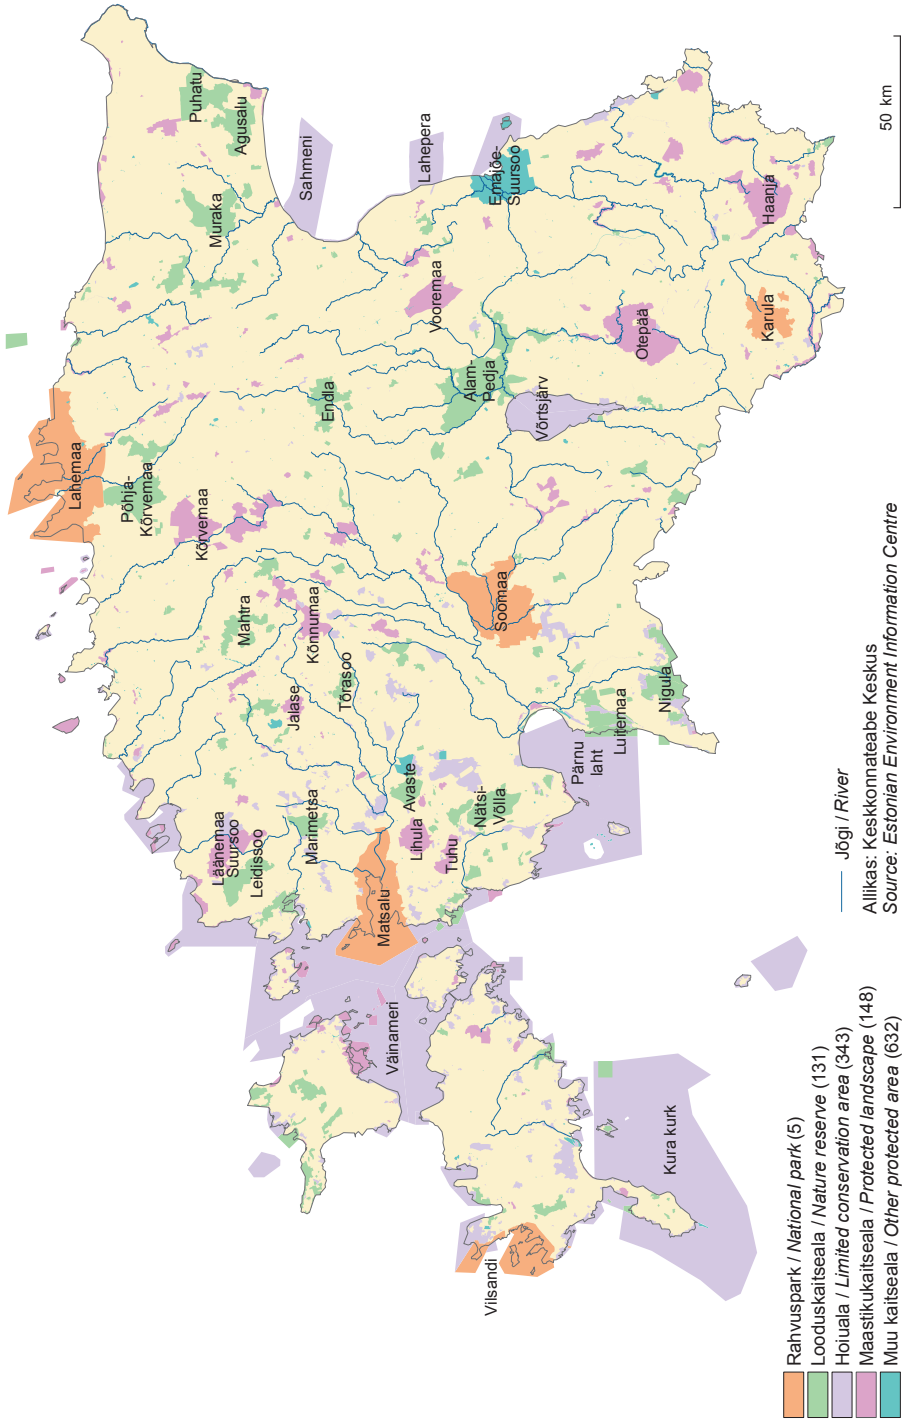 Lahemaa
Põhja-
Kõrvemaa
Kõrvemaa
Puhatu
Agusalu
Muraka
Sahmeni
Lahepera
Emajõe-
Suursoo
Vooremaa
Endla
Alam-
Pedja
Võrtsjärv
Otepää
Karula
Haanja
Mahtra
Kõnnumaa
Jalase
Tõrasoo
Soomaa
Läänemaa
Suursoo
Leidissoo
Marimetsa
Matsalu
Lihula
Avaste
Tuhu
Nätsi-
Võlla
Pärnu
laht
Luitemaa
Nigula
Väinameri
Vilsandi
Kura kurk
Rahvuspark / National park (5)
Looduskaitseala / Nature reserve (131)
Hoiuala / Limited conservation area (343)
Maastikukaitseala / Protected landscape (148)
Muu kaitseala / Other protected area (632)
Jõgi / River
Allikas: Keskkonnateabe Keskus
Source: Estonian Environment Information Centre
50 km